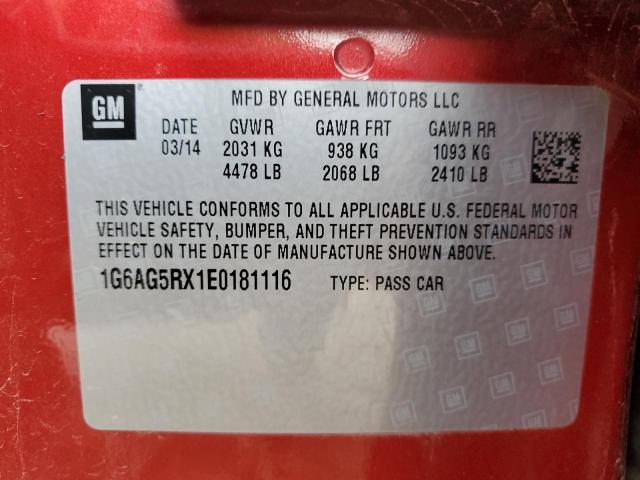 GM
MFD BY GENERAL MOTORS LLC
DATE GVWR GAWR FRT GAWR RR
03/14 2031 KG 938 KG 1093 KG
4478 LB 2068 LB 2410 LB
THIS VEHICLE CONFORMS TO ALL APPLICABLE U.S. FEDERAL MOTOR
VEHICLE SAFETY, BUMPER, AND THEFT PREVENTION STANDARDS IN
EFFECT ON THE DATE OF MANUFACTURE SHOWN ABOVE.
1G6AG5RX1E0181116 TYPE: PASS CAR